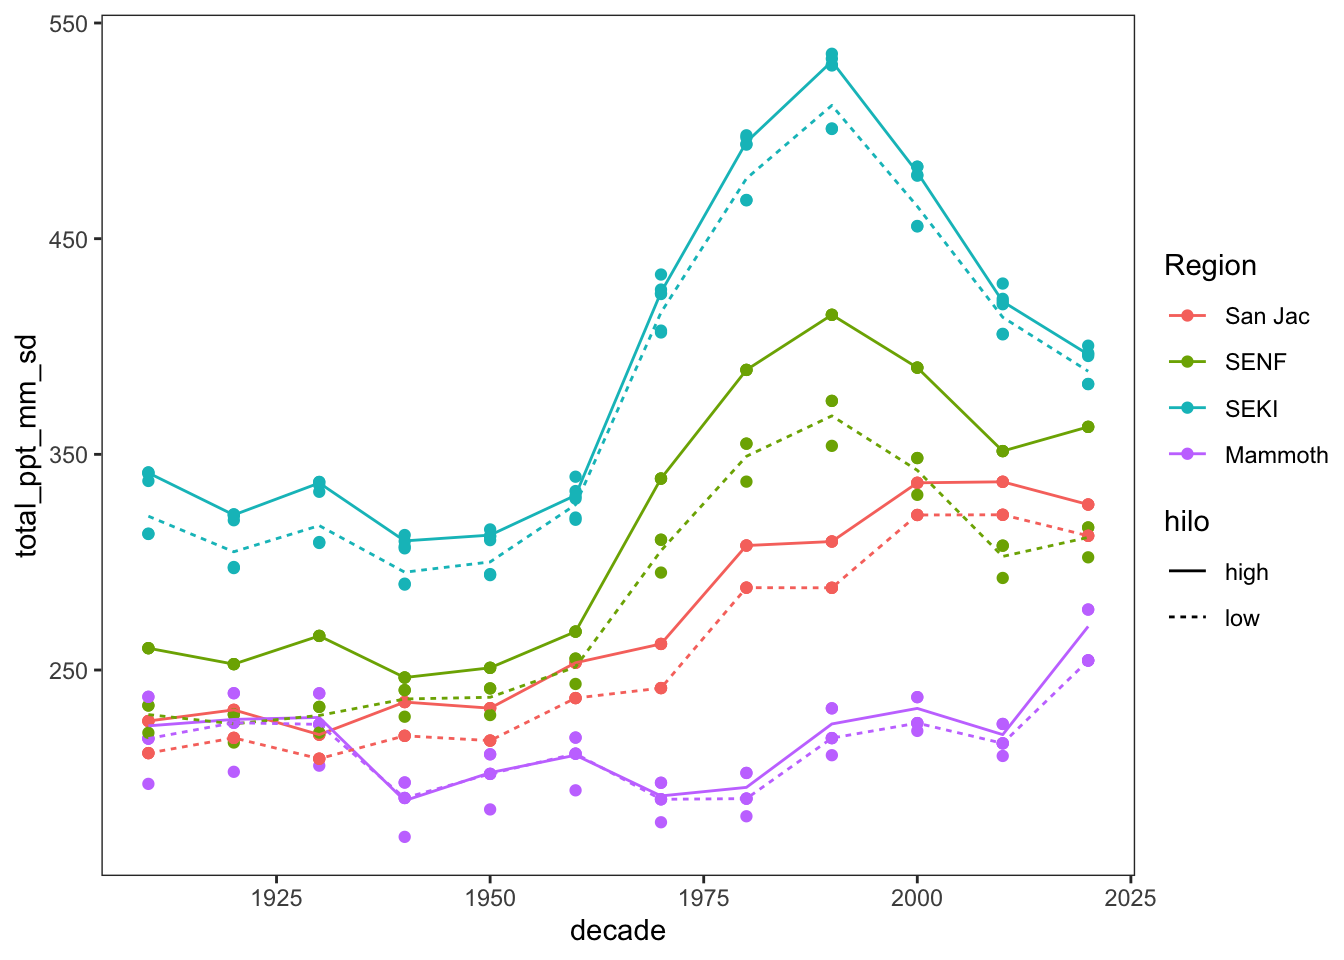 550
450
350
250
total_ppt_mm_sd
1925
1950
1975
2000
2025
decade
Region
San Jac
SENF
SEKI
Mammoth
hilo
high
low